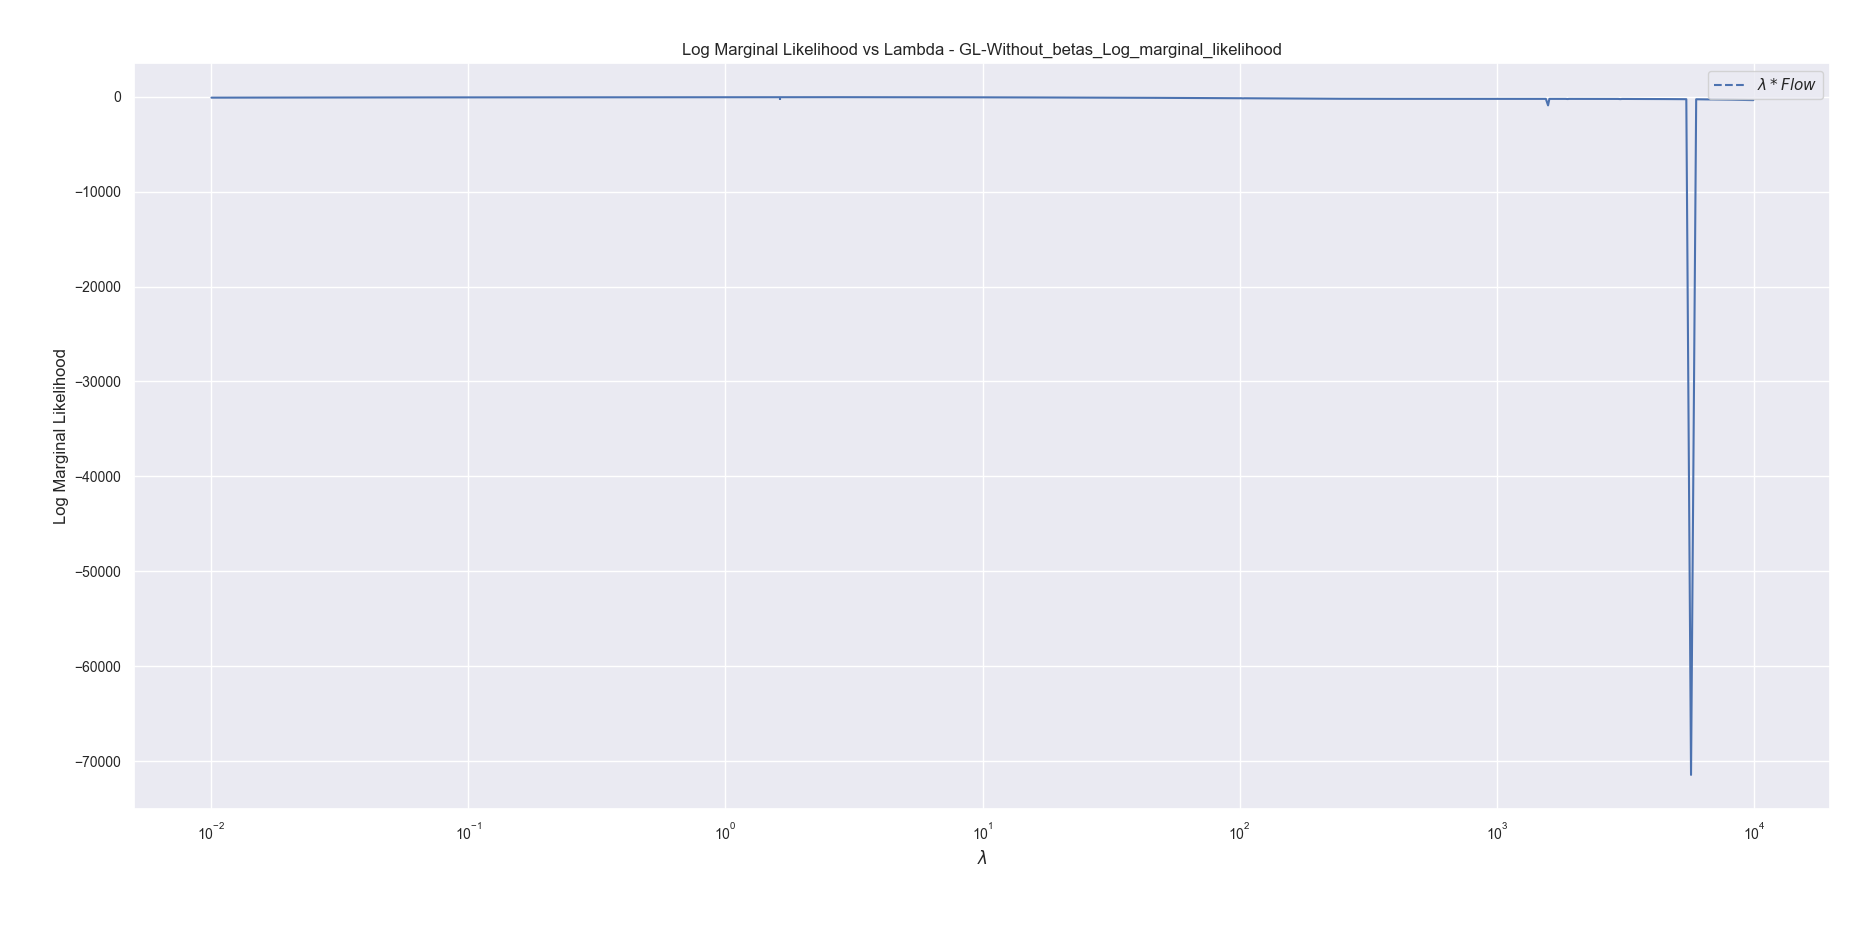 Log Marginal Likelihood vs Lambda - GL-Without_betas_Log_marginal_likelihood
λ * Flow
0
−10000
−20000
−30000
−40000
−50000
−60000
−70000
Log Marginal Likelihood
10⁻² 10⁻¹ 10⁰ 10¹ 10² 10³ 10⁴
λ